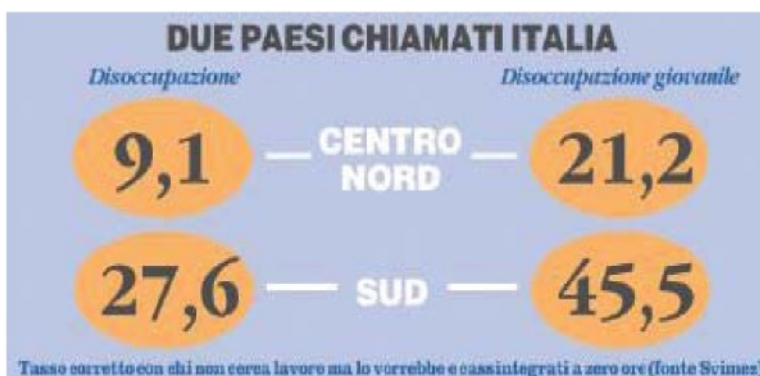 DUE PAESI CHIAMATI ITALIA
Disoccupazione
Disoccupazione giovanile
9,1
CENTRO
NORD
21,2
27,6
SUD
45,5
Tasso corretto con chi non cerca lavoro ma lo vorrebbe e cassintegrati a zero ore (fonte Svimez)